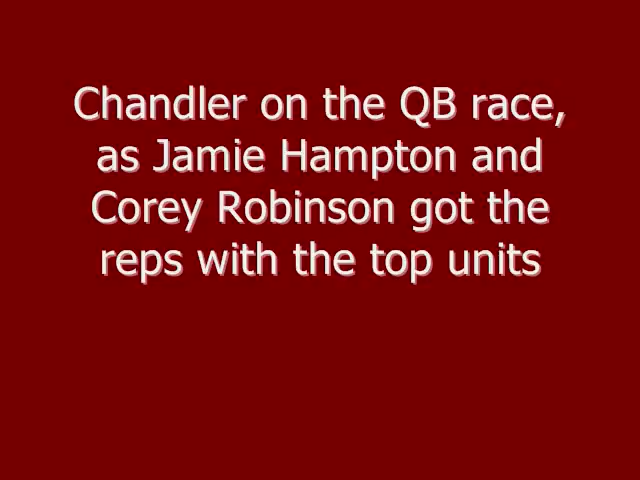 Chandler on the QB race,
as Jamie Hampton and
Corey Robinson got the
reps with the top units